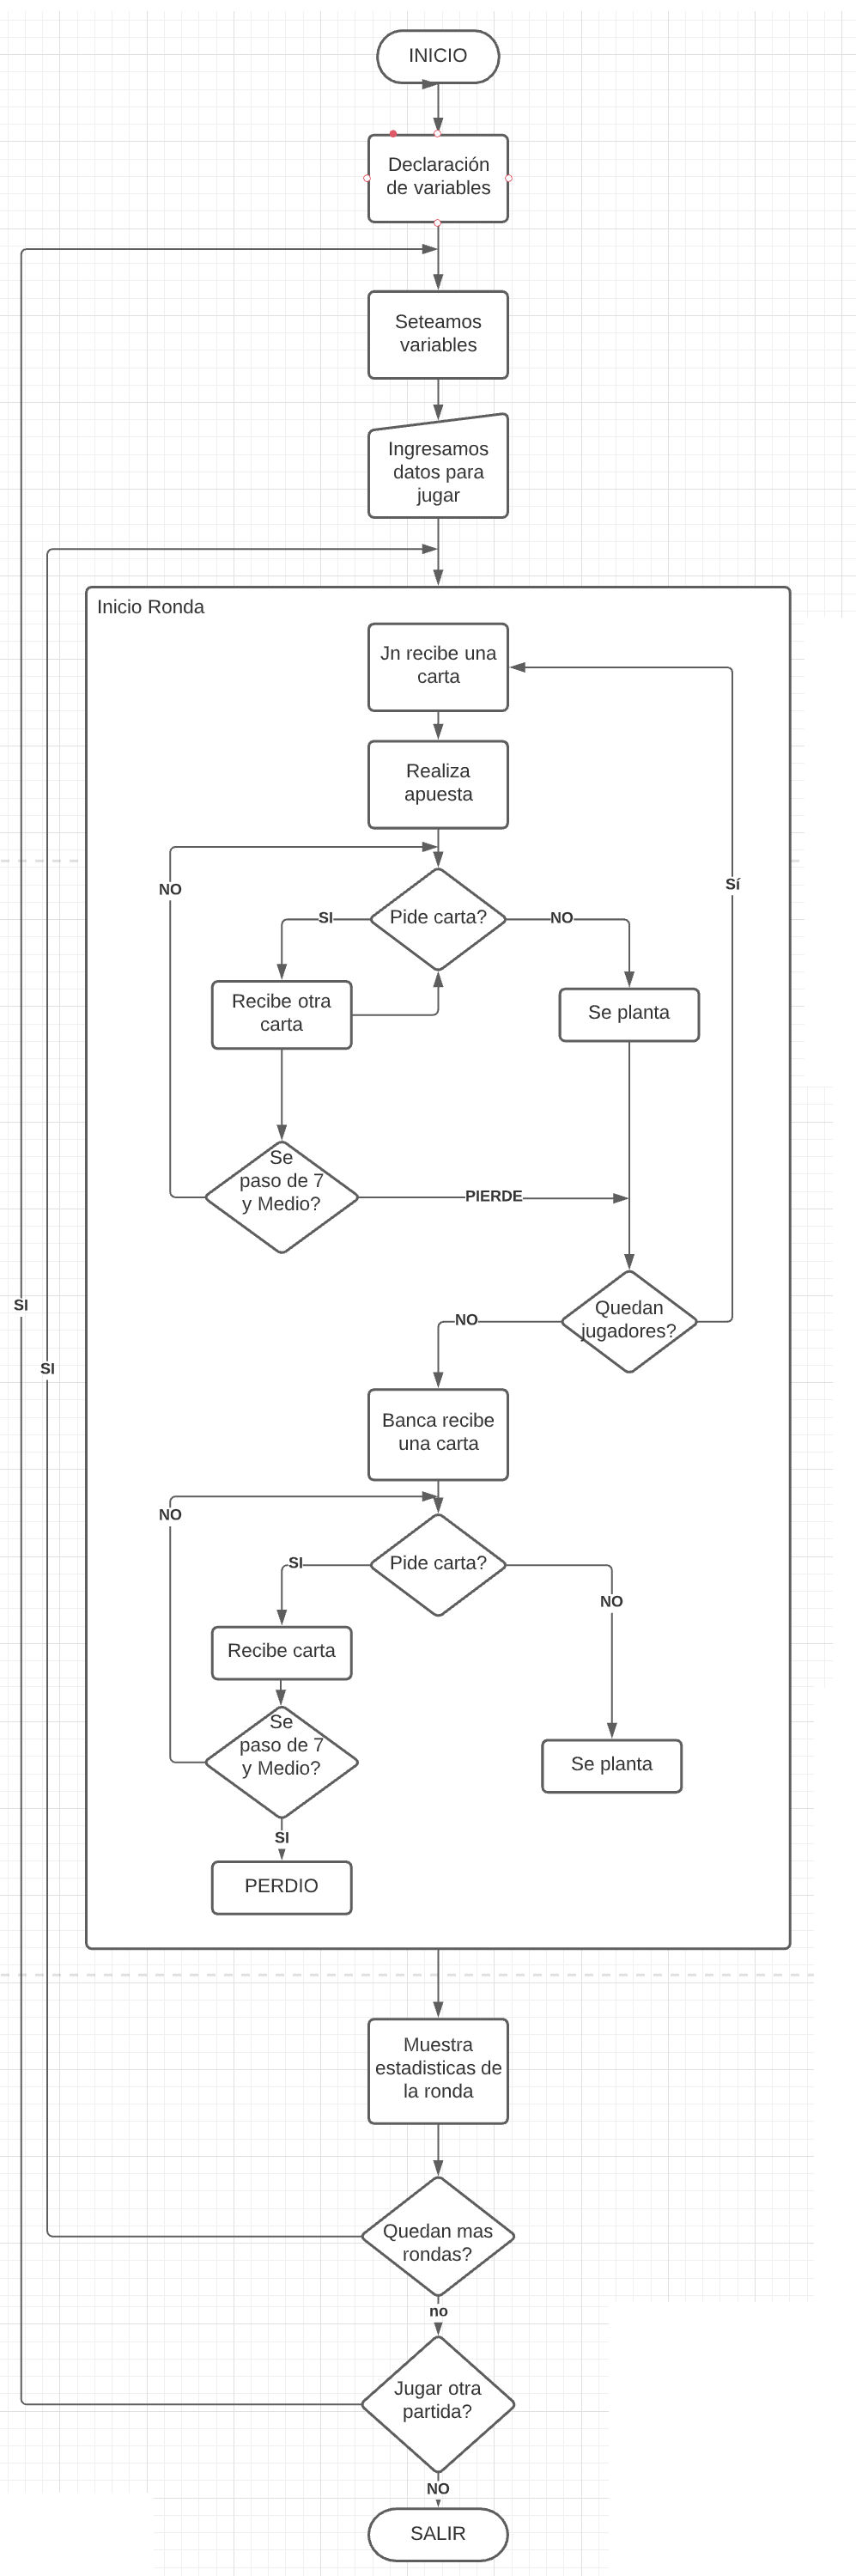 INICIO
Declaración
de variables
Seteamos
variables
Ingresamos
datos para
jugar
Inicio Ronda
Jn recibe una
carta
Realiza
apuesta
NO
Sí
SI
Pide carta?
NO
Recibe otra
carta
Se planta
Se
paso de 7
y Medio?
PIERDE
SI
Quedan
jugadores?
NO
SI
Banca recibe
una carta
NO
SI
Pide carta?
NO
Recibe carta
Se
paso de 7
y Medio?
Se planta
SI
PERDIO
Muestra
estadisticas de
la ronda
Quedan mas
rondas?
no
Jugar otra
partida?
NO
SALIR